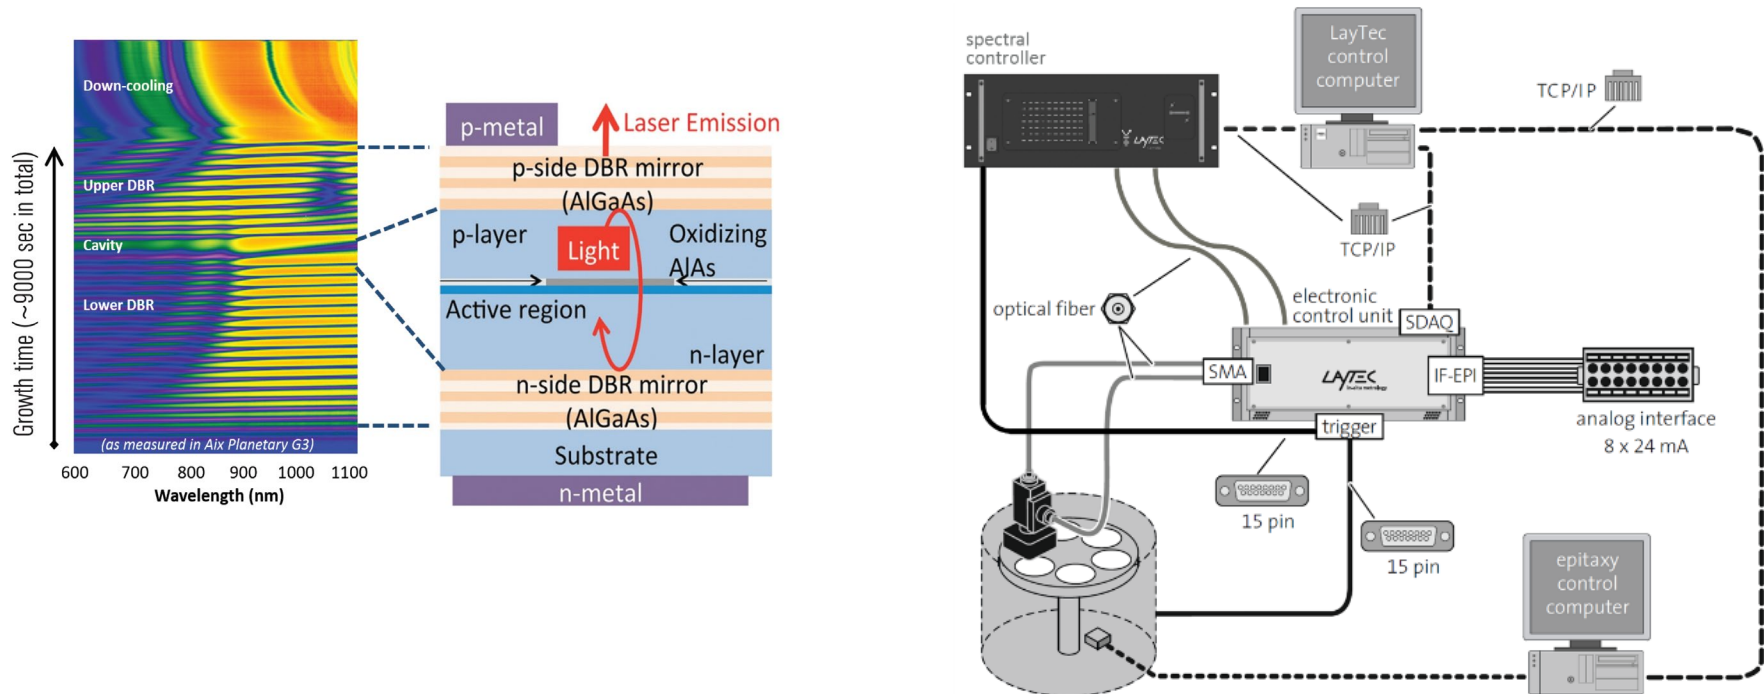 Down-cooling
Upper DBR
Cavity
Lower DBR
(as measured in Aix Planetary G3)
Growth time (~9000 sec in total)
600 700 800 900 1000 1100
Wavelength (nm)
p-metal
Laser Emission
p-side DBR mirror
(AlGaAs)
p-layer
Light
Oxidizing
AlAs
Active region
n-layer
n-side DBR mirror
(AlGaAs)
Substrate
n-metal
spectral
controller
LAYTEC
LayTec
control
computer
TCP/IP
TCP/IP
optical fiber
electronic
control unit
SDAQ
SMA
LAYTEC
in-situ metrology
IF-EPI
trigger
analog interface
8 x 24 mA
15 pin
15 pin
epitaxy
control
computer